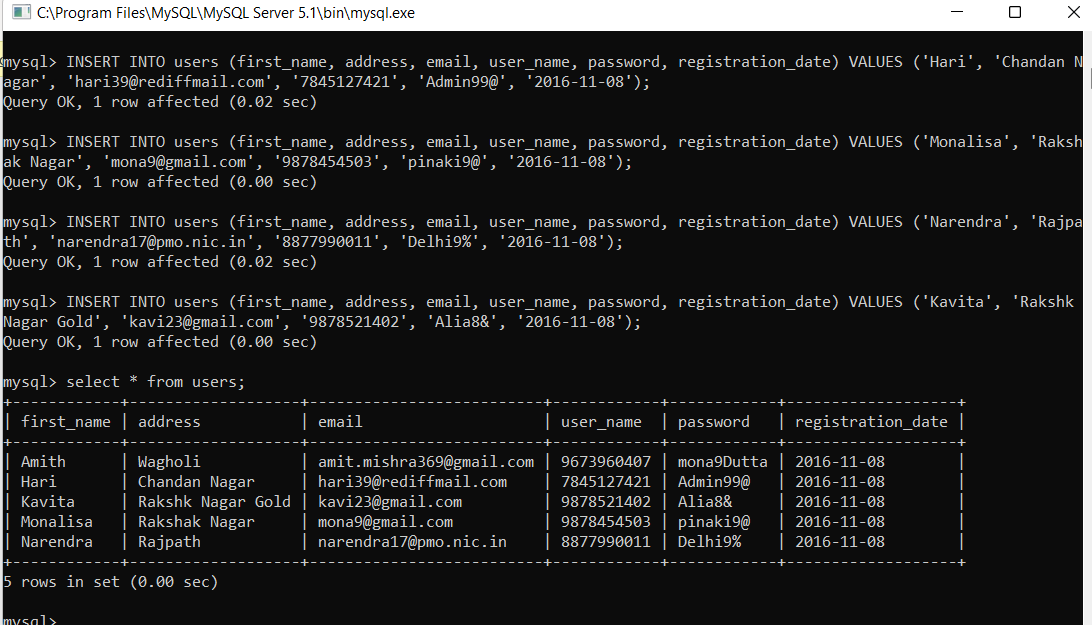 C:\Program Files\MySQL\MySQL Server 5.1\bin\mysql.exe
mysql> INSERT INTO users (first_name, address, email, user_name, password, registration_date) VALUES ('Hari', 'Chandan N
agar', 'hari39@rediffmail.com', '7845127421', 'Admin99@', '2016-11-08');
Query OK, 1 row affected (0.02 sec)
mysql> INSERT INTO users (first_name, address, email, user_name, password, registration_date) VALUES ('Monalisa', 'Raksh
ak Nagar', 'mona9@gmail.com', '9878454503', 'pinaki9@', '2016-11-08');
Query OK, 1 row affected (0.00 sec)
mysql> INSERT INTO users (first_name, address, email, user_name, password, registration_date) VALUES ('Narendra', 'Rajpa
th', 'narendra17@pmo.nic.in', '8877990011', 'Delhi9%', '2016-11-08');
Query OK, 1 row affected (0.02 sec)
mysql> INSERT INTO users (first_name, address, email, user_name, password, registration_date) VALUES ('Kavita', 'Rakshk
Nagar Gold', 'kavi23@gmail.com', '9878521402', 'Alia8&', '2016-11-08');
Query OK, 1 row affected (0.00 sec)
mysql> select * from users;
+------------+-------------------+--------------------------+------------+------------+-------------------+
| first_name | address           | email                    | user_name  | password   | registration_date |
+------------+-------------------+--------------------------+------------+------------+-------------------+
| Amith      | Wagholi           | amit.mishra369@gmail.com | 9673960407 | mona9Dutta | 2016-11-08        |
| Hari       | Chandan Nagar     | hari39@rediffmail.com    | 7845127421 | Admin99@   | 2016-11-08        |
| Kavita     | Rakshk Nagar Gold | kavi23@gmail.com         | 9878521402 | Alia8&     | 2016-11-08        |
| Monalisa   | Rakshak Nagar     | mona9@gmail.com          | 9878454503 | pinaki9@   | 2016-11-08        |
| Narendra   | Rajpath           | narendra17@pmo.nic.in    | 8877990011 | Delhi9%    | 2016-11-08        |
+------------+-------------------+--------------------------+------------+------------+-------------------+
5 rows in set (0.00 sec)
mysql>